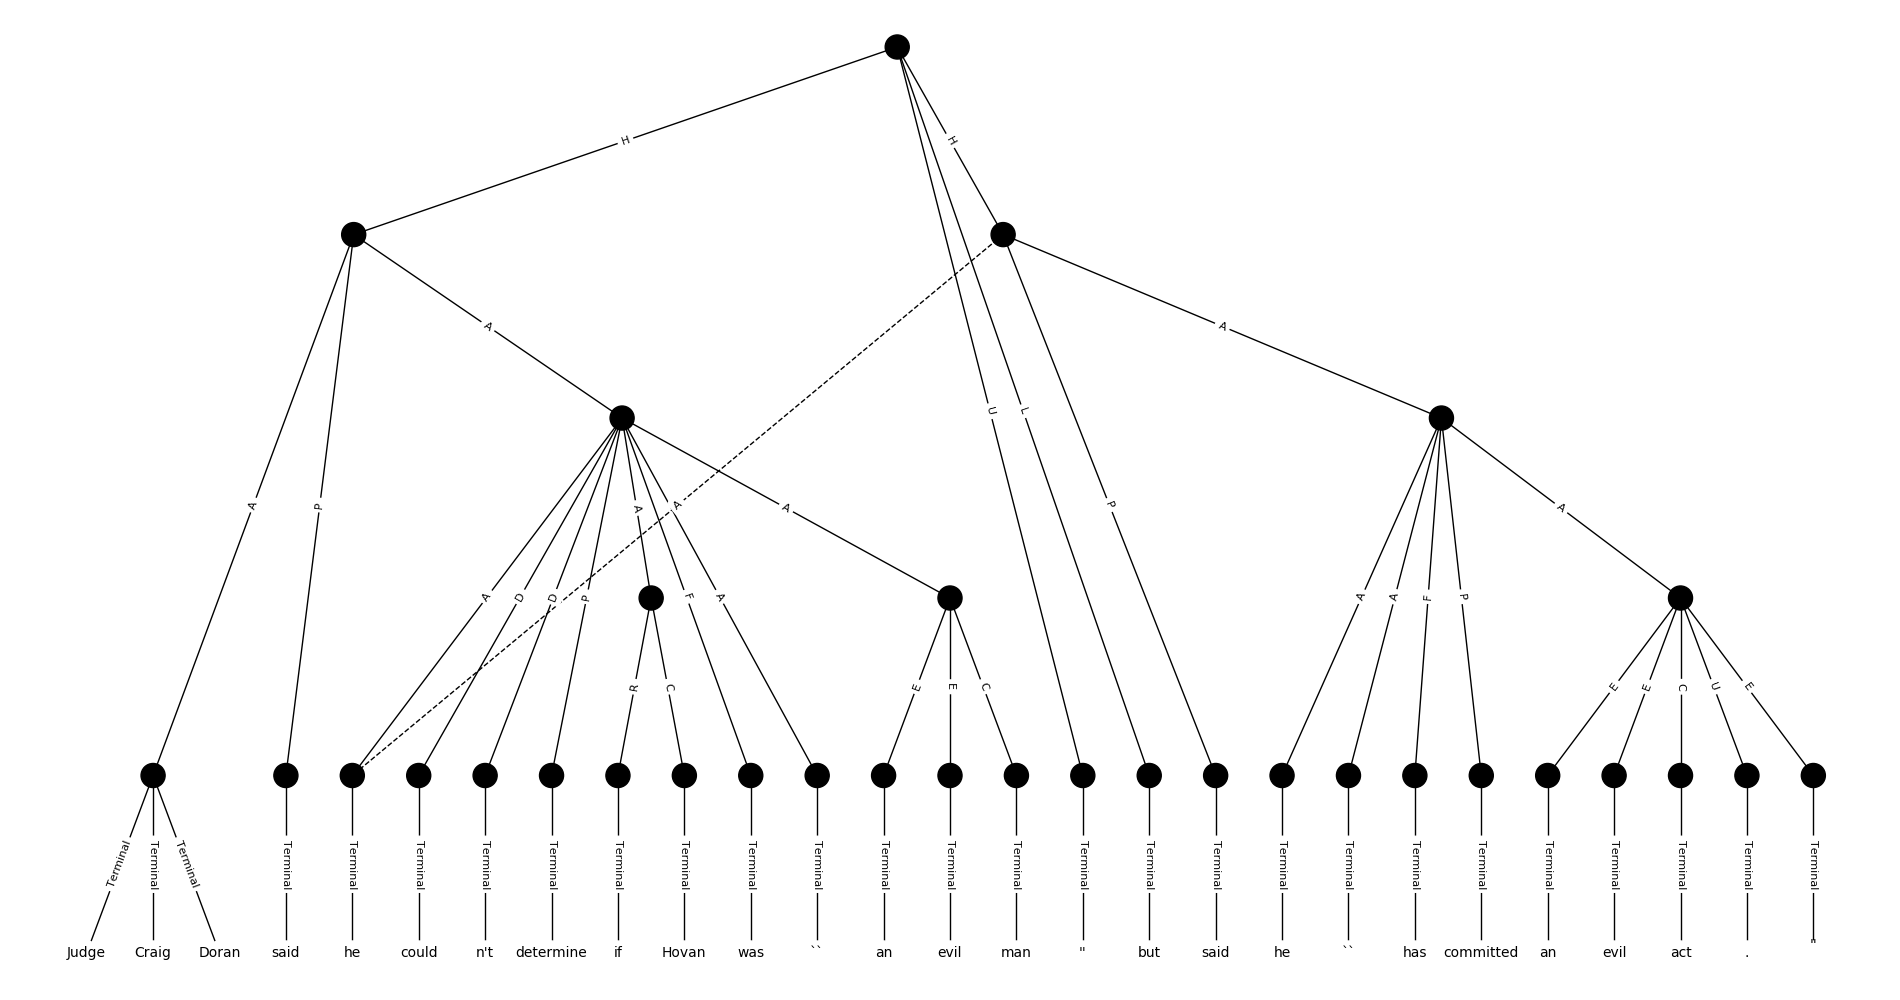 H
H
A
A
U
L
A
P
A
A
P
A
A
A
D
D
P
F
A
A
A
F
P
R
C
E
E
C
E
E
C
U
E
Terminal Terminal Terminal Terminal Terminal Terminal Terminal Terminal Terminal Terminal Terminal Terminal Terminal Terminal Terminal Terminal Terminal Terminal Terminal Terminal Terminal Terminal Terminal Terminal Terminal Terminal Terminal
Judge Craig Doran said he could n't determine if Hovan was `` an evil man " but said he `` has committed an evil act . "